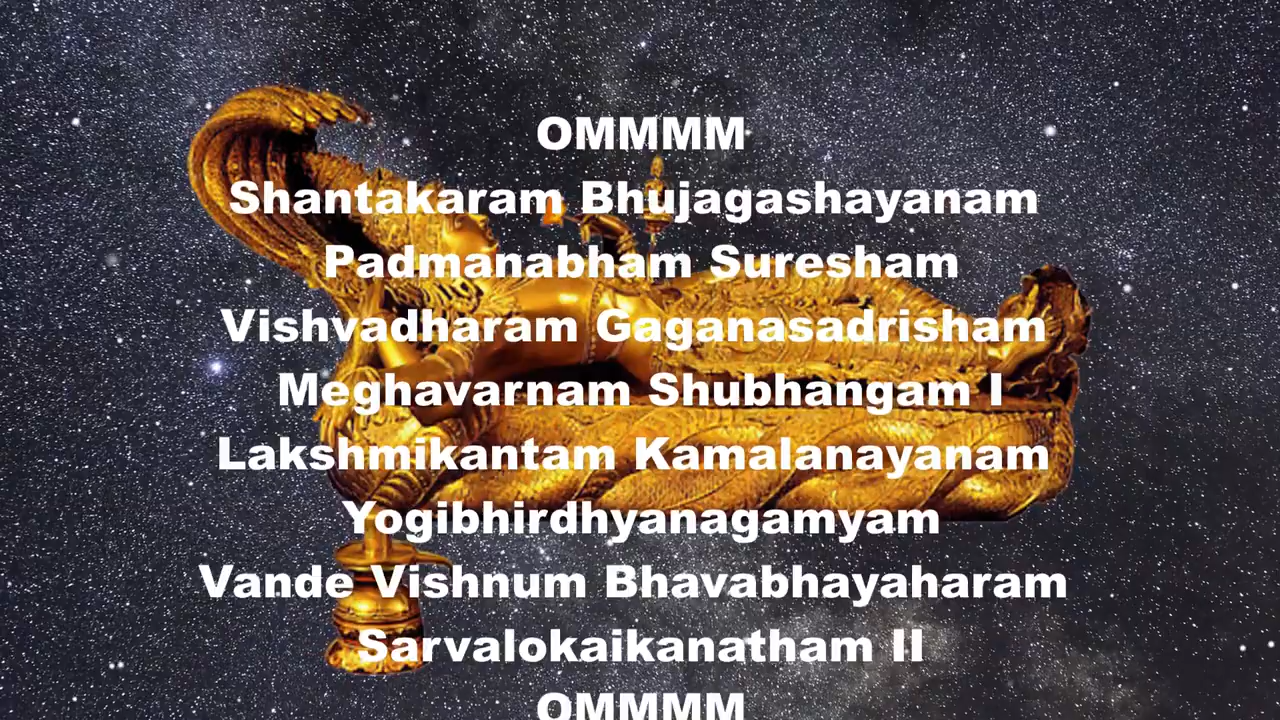 OMMMM
Shantakaram Bhujagashayanam
Padmanabham Suresham
Vishvadharam Gaganasadrisham
Meghavarnam Shubhangam I
Lakshmikantam Kamalanayanam
Yogibhirdhyanagamyam
Vande Vishnum Bhavabhayaharam
Sarvalokaikanatham II
OMMMM